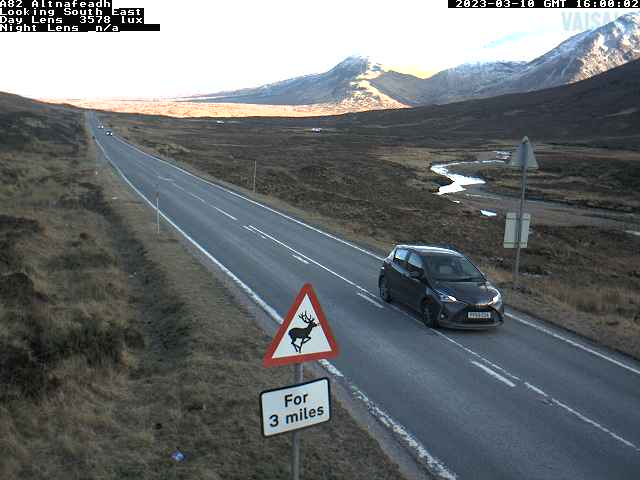 A82 Altnafeadh
Looking South East
Day Lens 3578 lux
Night Lens n/a
2023-03-10 GMT 16:00:02
VAISALA
For
3 miles